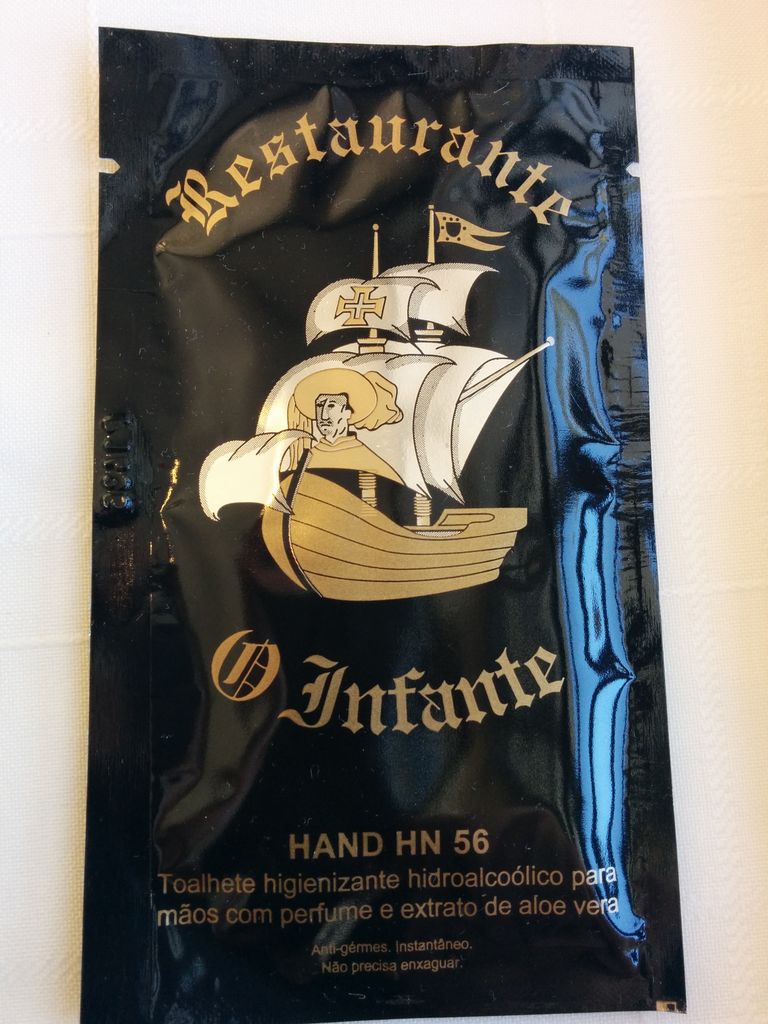 Restaurante
O Infante
HAND HN 56
Toalhete higienizante hidroalcoólico para
mãos com perfume e extrato de aloe vera
Anti-gérmes. Instantâneo.
Não precisa enxaguar.